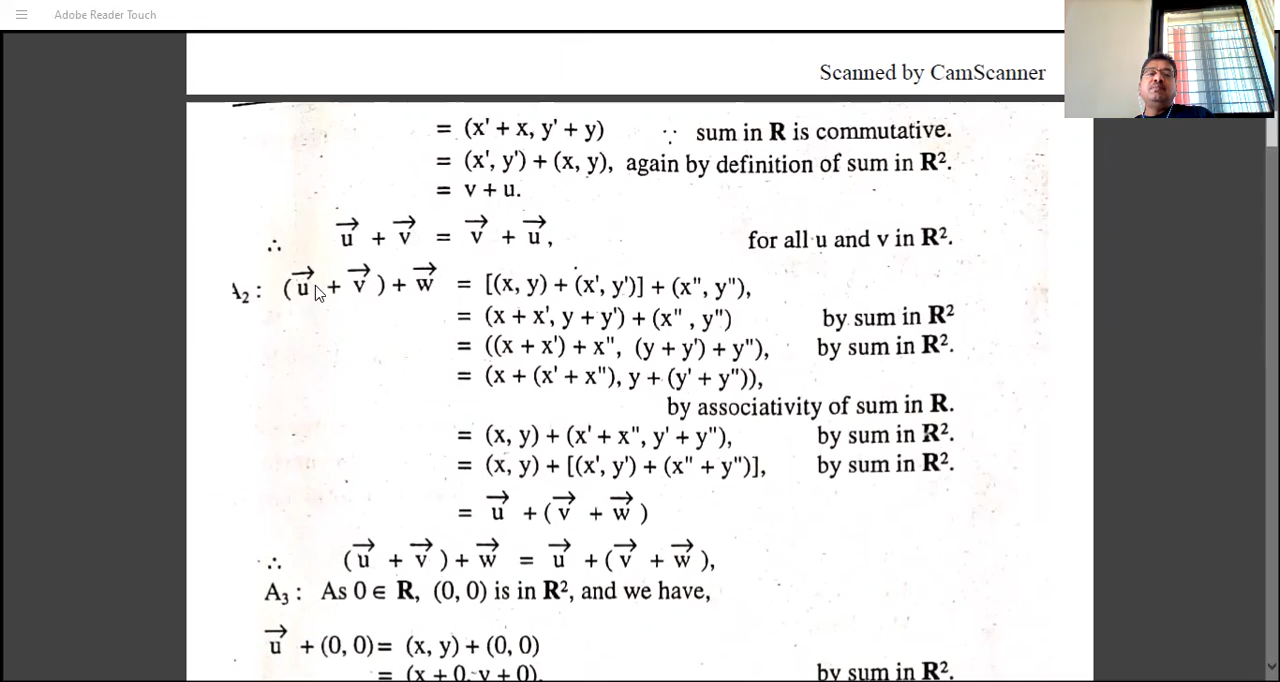 Adobe Reader Touch
Scanned by CamScanner
= (x' + x, y' + y) ∵ sum in R is commutative.
= (x', y') + (x, y), again by definition of sum in R².
= v + u.
∴ u⃗ + v⃗ = v⃗ + u⃗, for all u and v in R².
A₂ : (u⃗ + v⃗) + w⃗ = [(x, y) + (x', y')] + (x", y"),
= (x + x', y + y') + (x" , y") by sum in R²
= ((x + x') + x", (y + y') + y"), by sum in R².
= (x + (x' + x"), y + (y' + y")),
by associativity of sum in R.
= (x, y) + (x' + x", y' + y"), by sum in R².
= (x, y) + [(x', y') + (x" + y")], by sum in R².
= u⃗ + (v⃗ + w⃗)
∴ (u⃗ + v⃗) + w⃗ = u⃗ + (v⃗ + w⃗),
A₃ : As 0 ∈ R, (0, 0) is in R², and we have,
u⃗ + (0, 0) = (x, y) + (0, 0)
= (x + 0, y + 0), by sum in R².